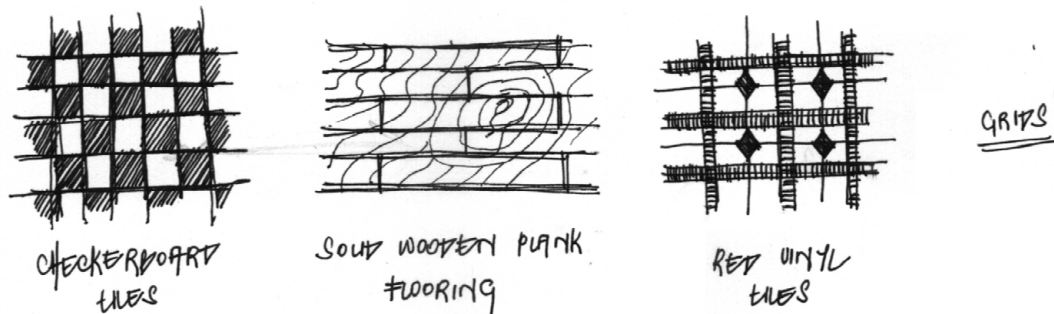 CHECKERBOARD
TILES
SOLID WOODEN PLANK
FLOORING
RED VINYL
TILES
GRIDS